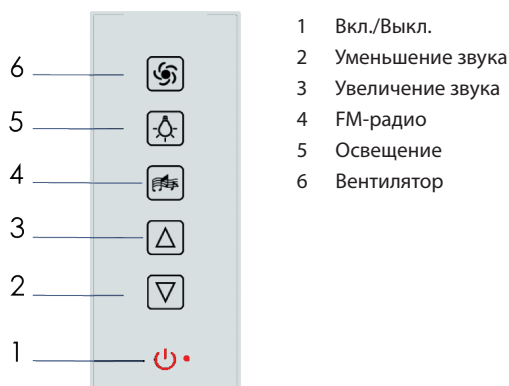 6
5
4
3
2
1
1 Вкл./Выкл.
2 Уменьшение звука
3 Увеличение звука
4 FM-радио
5 Освещение
6 Вентилятор